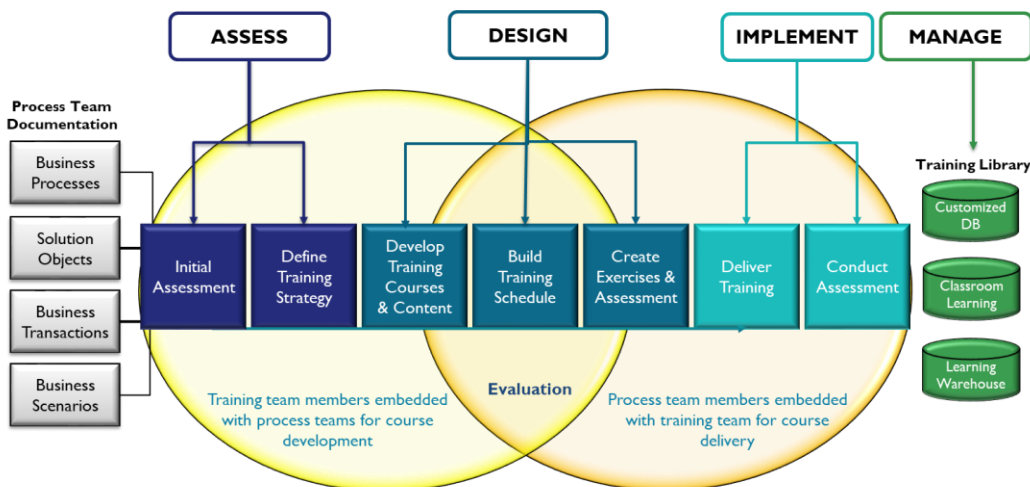 ASSESS
DESIGN
IMPLEMENT
MANAGE
Process Team
Documentation
Business
Processes
Solution
Objects
Business
Transactions
Business
Scenarios
Initial
Assessment
Define
Training
Strategy
Develop
Training
Courses
& Content
Build
Training
Schedule
Create
Exercises &
Assessment
Deliver
Training
Conduct
Assessment
Training Library
Customized
DB
Classroom
Learning
Learning
Warehouse
Evaluation
Training team members embedded
with process teams for course
development
Process team members embedded
with training team for course
delivery